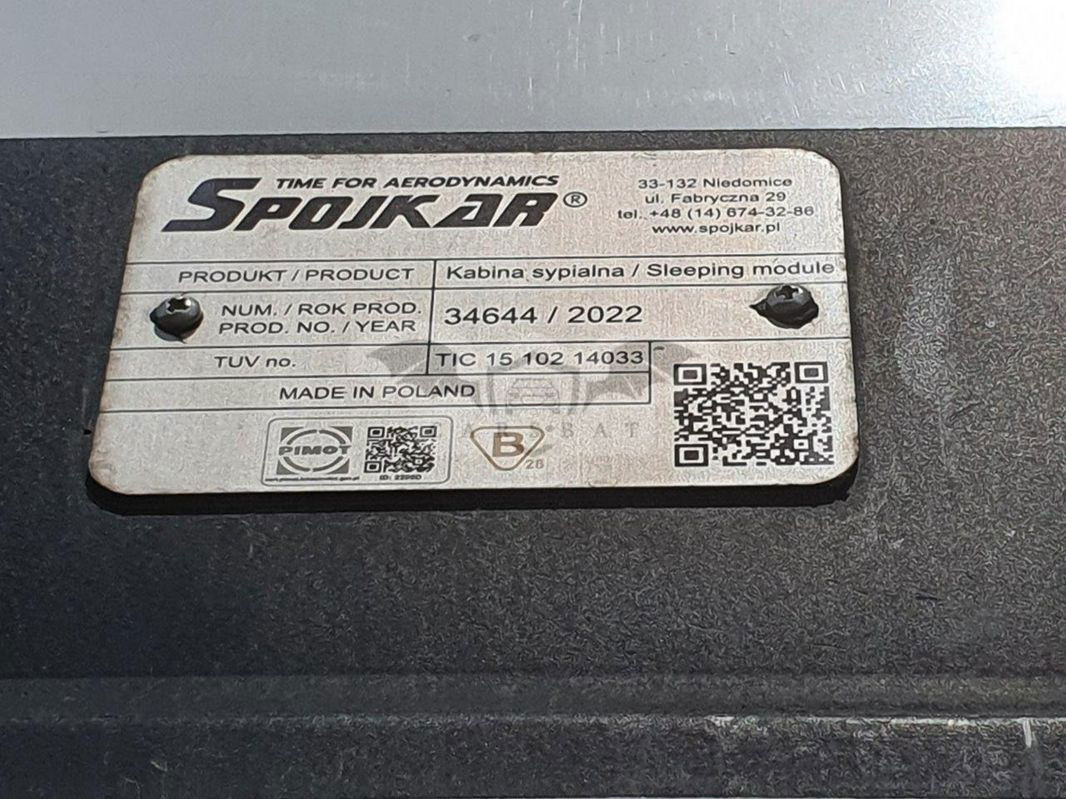 TIME FOR AERODYNAMICS
SPOJKAR®
33-132 Niedomice
ul. Fabryczna 29
tel. +48 (14) 674-32-86
www.spojkar.pl
PRODUKT / PRODUCT
Kabina sypialna / Sleeping module
NUM. / ROK PROD.
PROD. NO. / YEAR
34644 / 2022
TUV no.
TIC 15 102 14033
MADE IN POLAND
PIMOT
B
28